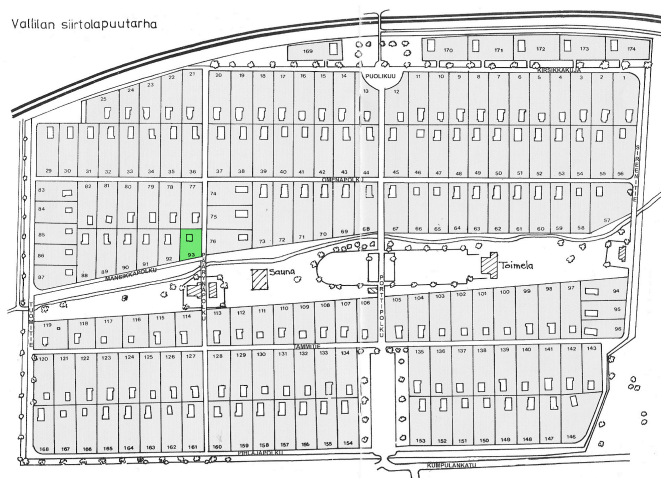 Vallilan siirtolapuutarha
169 170 171 172 173 174
KIRSIKKAKUJA
PUOLIKUU
25 24 23 22 21 20 19 18 17 16 15 14 13 12 11 10 9 8 7 6 5 4 3 2 1
29 30 31 32 33 34 35 36 37 38 39 40 41 42 43 44 45 46 47 48 49 50 51 52 53 54 55 56
OMENAPOLKU
SIREENITIE
83 82 81 80 79 78 77 74
84 75
85 76 73 72 71 70 69 68 67 66 65 64 63 62 61 60 59 58 57
86
87 88 89 90 91 92 93
MANSIKKAPOLKU
Sauna
Toimela
TUOMITIE
PORTTIPOLKU
119 118 117 116 115 114 113 112 111 110 109 108 107 106 105 104 103 102 101 100 99 98 97 94
95
96
TAMMITIE
120 121 122 123 124 125 126 127 128 129 130 131 132 133 134 135 136 137 138 139 140 141 142 143
168 167 166 165 164 163 162 161 160 159 158 157 156 155 154 153 152 151 150 149 148 147 146
PIHLAJAPOLKU
KUMPULANKATU